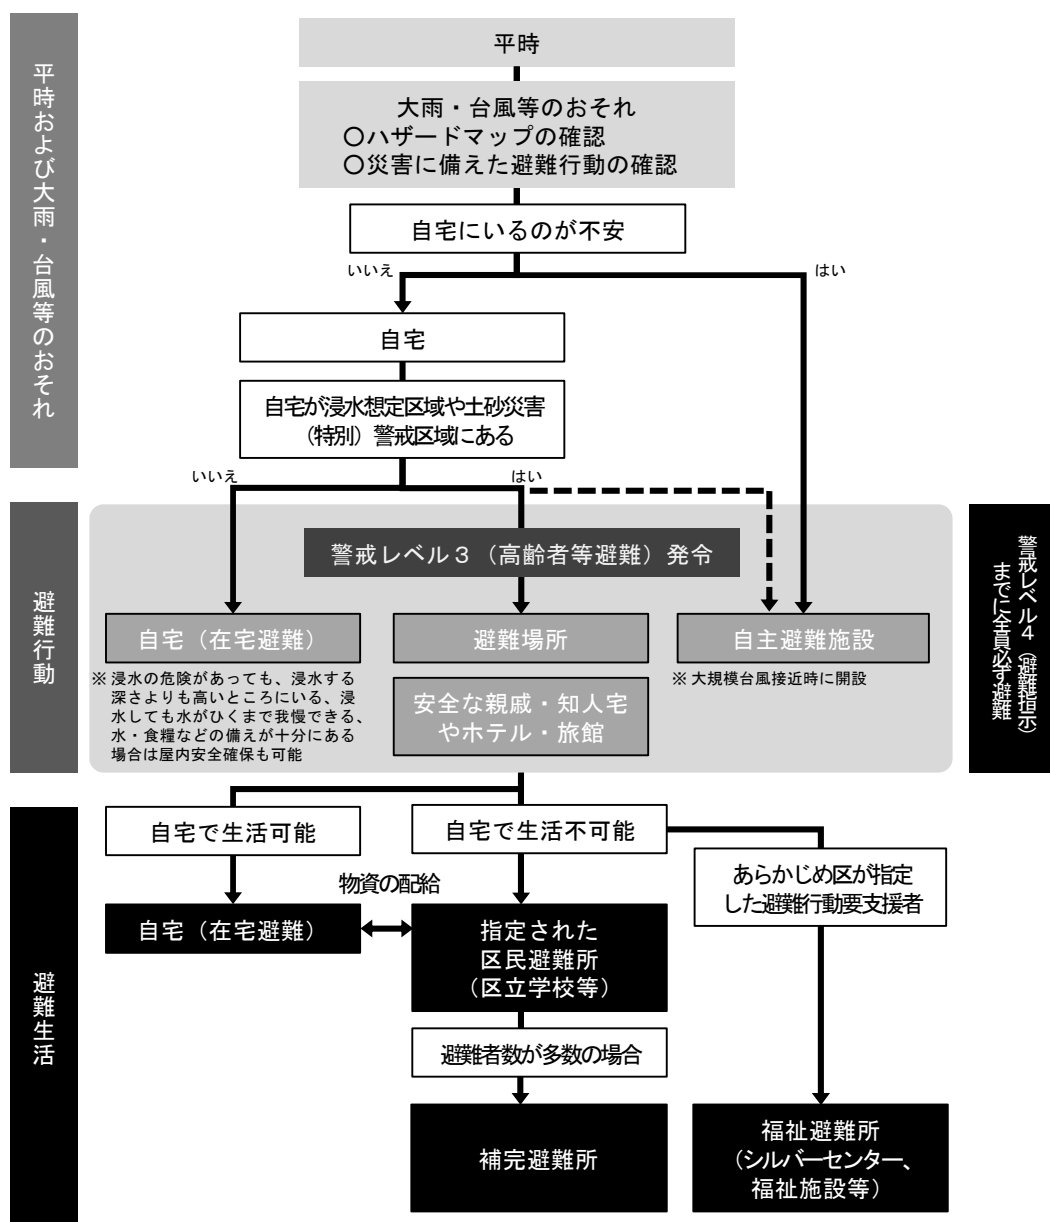 平時および大雨・台風等のおそれ
平時
大雨・台風等のおそれ
〇ハザードマップの確認
〇災害に備えた避難行動の確認
自宅にいるのが不安
いいえ
はい
自宅
自宅が浸水想定区域や土砂災害
（特別）警戒区域にある
いいえ
はい
避難行動
警戒レベル３（高齢者等避難）発令
自宅（在宅避難）
※浸水の危険があっても、浸水する
深さよりも高いところにいる、浸
水しても水がひくまで我慢できる、
水・食糧などの備えが十分にある
場合は屋内安全確保も可能
避難場所
安全な親戚・知人宅
やホテル・旅館
自主避難施設
※大規模台風接近時に開設
警戒レベル４（避難指示）
までに全員必ず避難
避難生活
自宅で生活可能
自宅で生活不可能
あらかじめ区が指定
した避難行動要支援者
物資の配給
自宅（在宅避難）
指定された
区民避難所
（区立学校等）
避難者数が多数の場合
補完避難所
福祉避難所
（シルバーセンター、
福祉施設等）